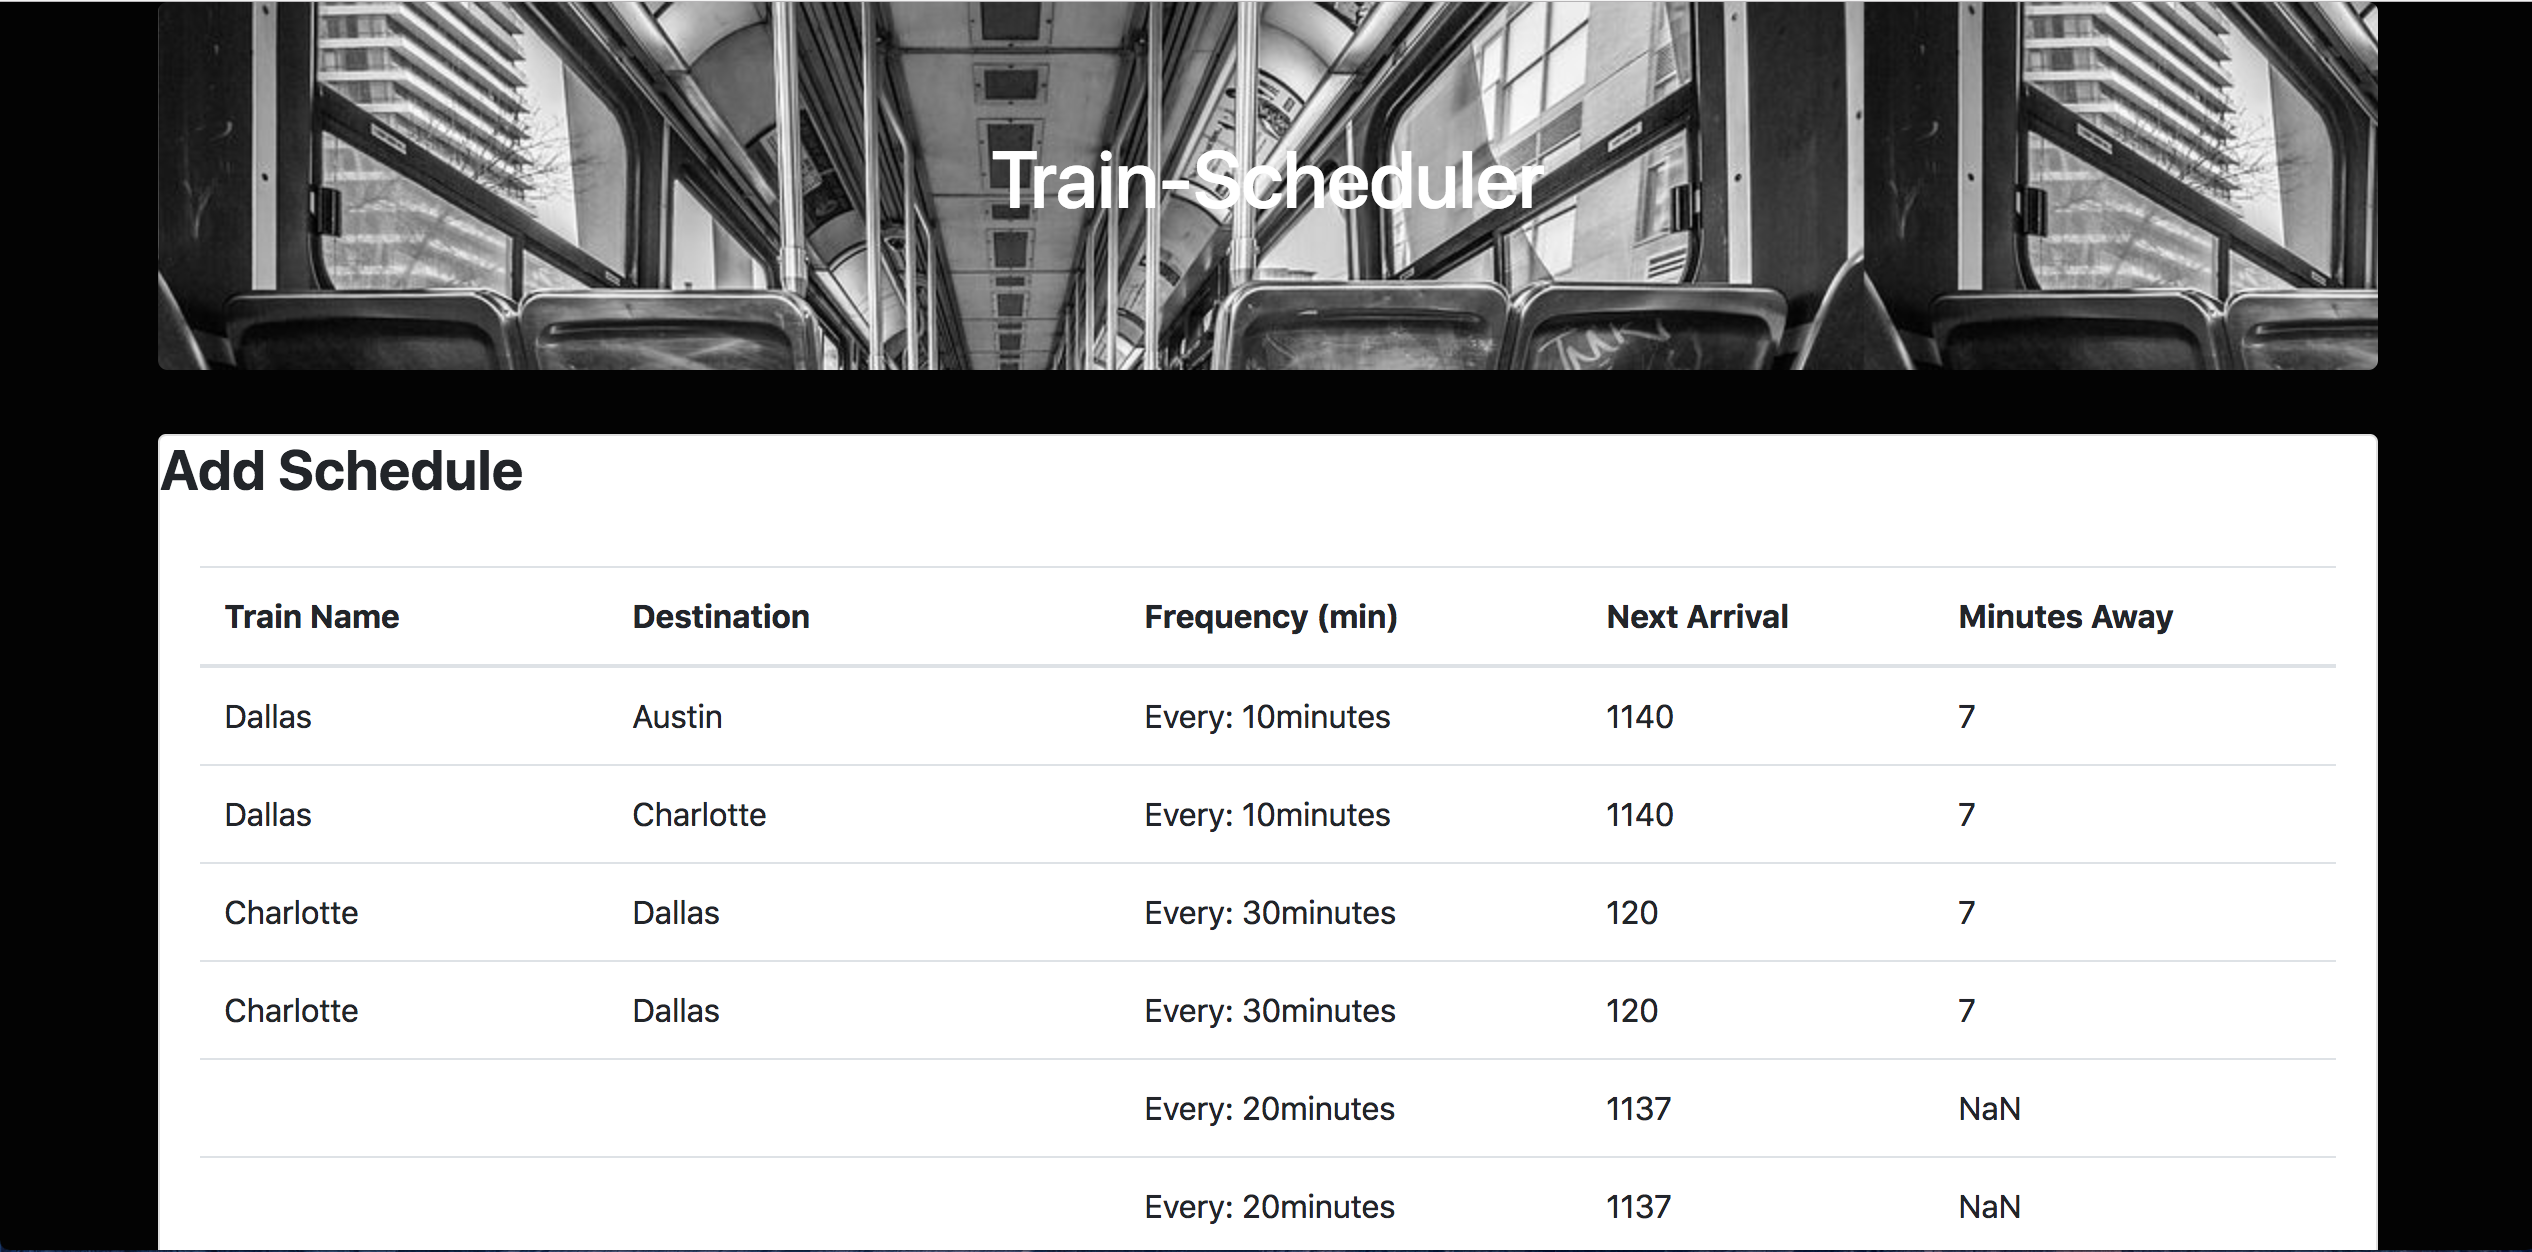 Train-Scheduler
Add Schedule
Train Name Destination Frequency (min) Next Arrival Minutes Away
Dallas Austin Every: 10minutes 1140 7
Dallas Charlotte Every: 10minutes 1140 7
Charlotte Dallas Every: 30minutes 120 7
Charlotte Dallas Every: 30minutes 120 7
Every: 20minutes 1137 NaN
Every: 20minutes 1137 NaN